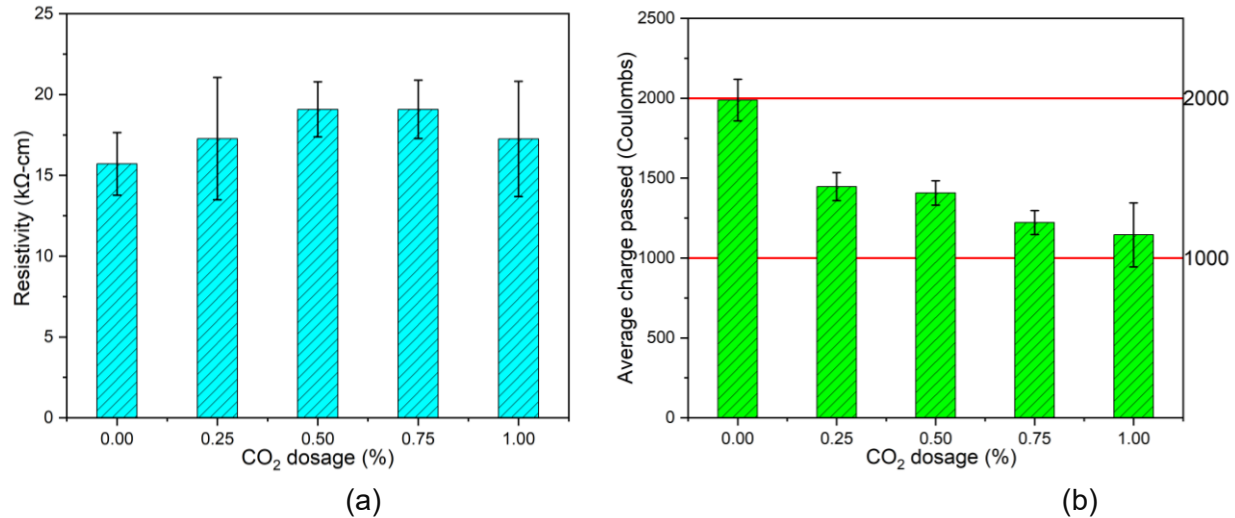 25
20
15
10
5
0
Resistivity (kΩ-cm)
0.00 0.25 0.50 0.75 1.00
CO₂ dosage (%)
(a)
2500
2000
1500
1000
500
0
Average charge passed (Coulombs)
2000
1000
0.00 0.25 0.50 0.75 1.00
CO₂ dosage (%)
(b)